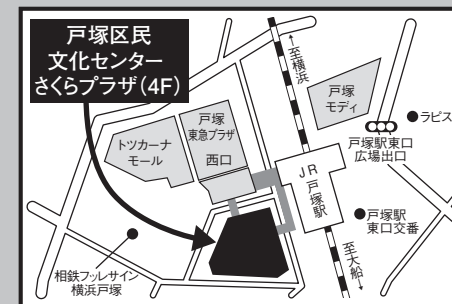 戸塚区民
文化センター
さくらプラザ(4F)
至横浜
戸塚
モディ
ラピス
戸塚駅東口
広場出口
戸塚
東急プラザ
西口
トツカーナ
モール
JR
戸塚駅
戸塚駅
東口交番
至大船
相鉄フレッサイン
横浜戸塚